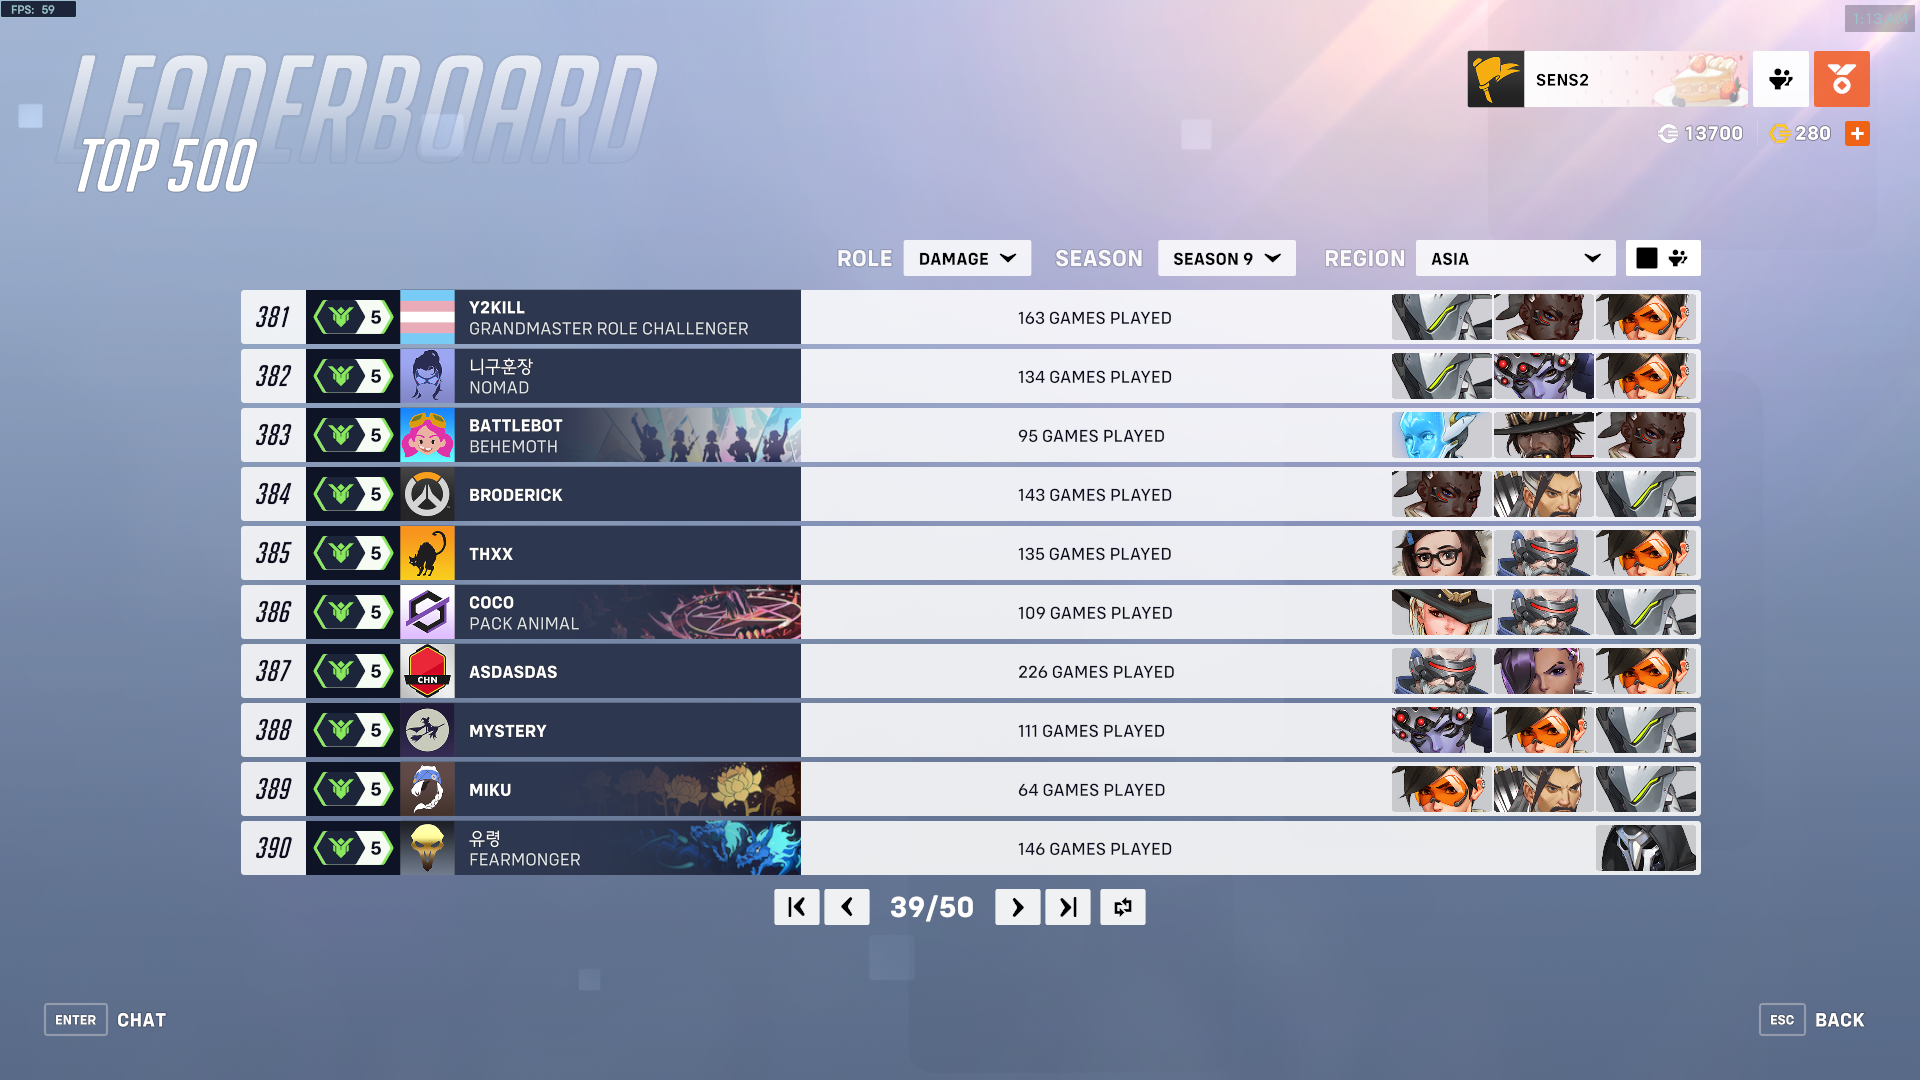 FPS: 59
1:13 AM
LEADERBOARD
TOP 500
SENS2
13700
280
ROLE DAMAGE SEASON SEASON 9 REGION ASIA
381 5 Y2KILL 163 GAMES PLAYED
GRANDMASTER ROLE CHALLENGER
382 5 니구훈장 134 GAMES PLAYED
NOMAD
383 5 BATTLEBOT 95 GAMES PLAYED
BEHEMOTH
384 5 BRODERICK 143 GAMES PLAYED
385 5 THXX 135 GAMES PLAYED
386 5 COCO 109 GAMES PLAYED
PACK ANIMAL
387 5 CHN ASDASDAS 226 GAMES PLAYED
388 5 MYSTERY 111 GAMES PLAYED
389 5 MIKU 64 GAMES PLAYED
390 5 유령 146 GAMES PLAYED
FEARMONGER
39/50
ENTER CHAT
ESC BACK